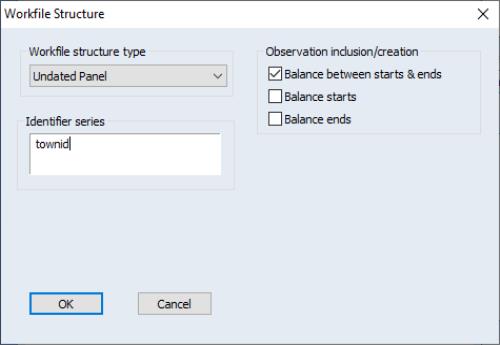 Workfile Structure
Workfile structure type
Undated Panel
Identifier series
townid
Observation inclusion/creation
Balance between starts & ends
Balance starts
Balance ends
OK
Cancel